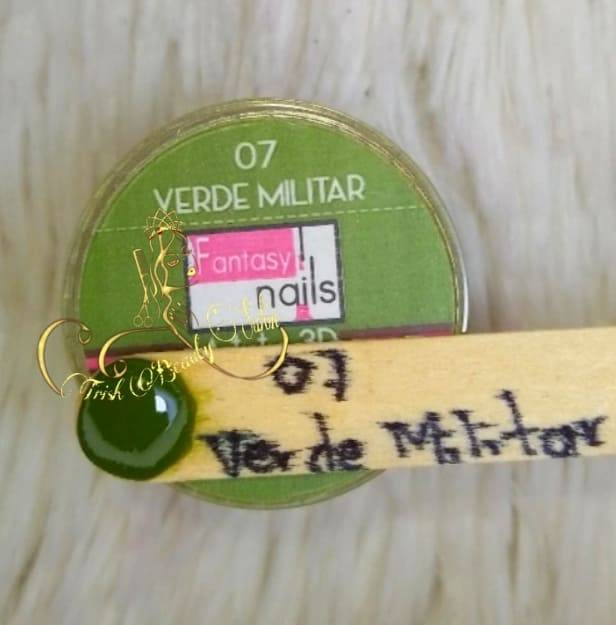 07
VERDE MILITAR
Fantasy
nails
3D
Trish Beauty Salon
07
Verde Militar